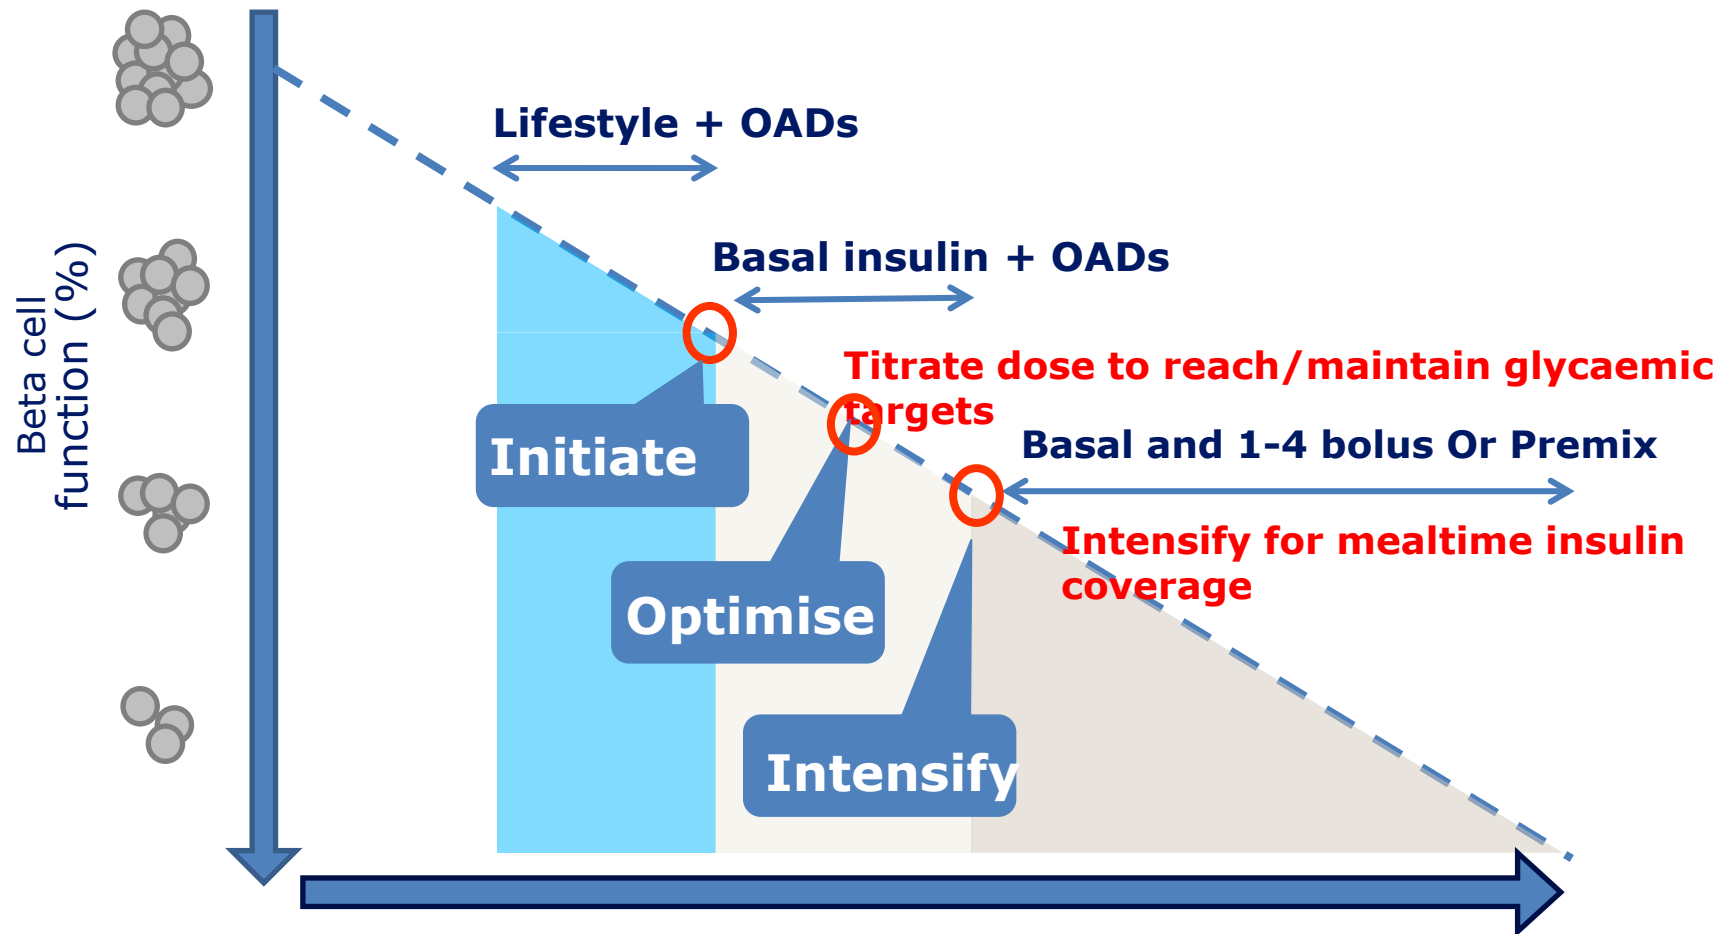 Lifestyle + OADs
Basal insulin + OADs
Beta cell
function (%)
Titrate dose to reach/maintain glycaemic
targets
Basal and 1-4 bolus Or Premix
Initiate
Intensify for mealtime insulin
coverage
Optimise
Intensify